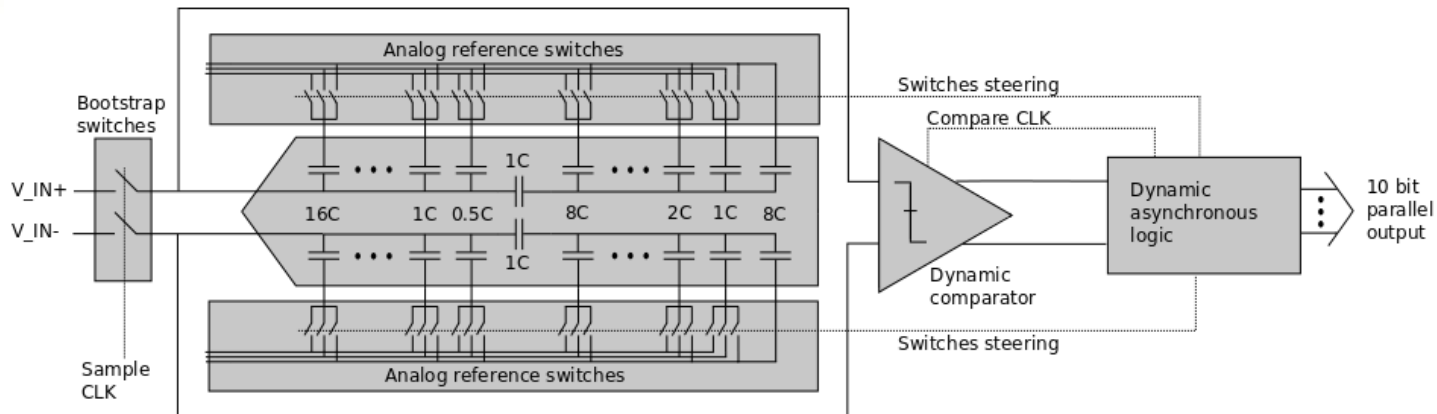 Analog reference switches
Bootstrap
switches
Switches steering
Compare CLK
1C
V_IN+
V_IN-
16C
1C
0.5C
8C
2C
1C
8C
1C
Dynamic
asynchronous
logic
10 bit
parallel
output
Dynamic
comparator
Switches steering
Sample
CLK
Analog reference switches